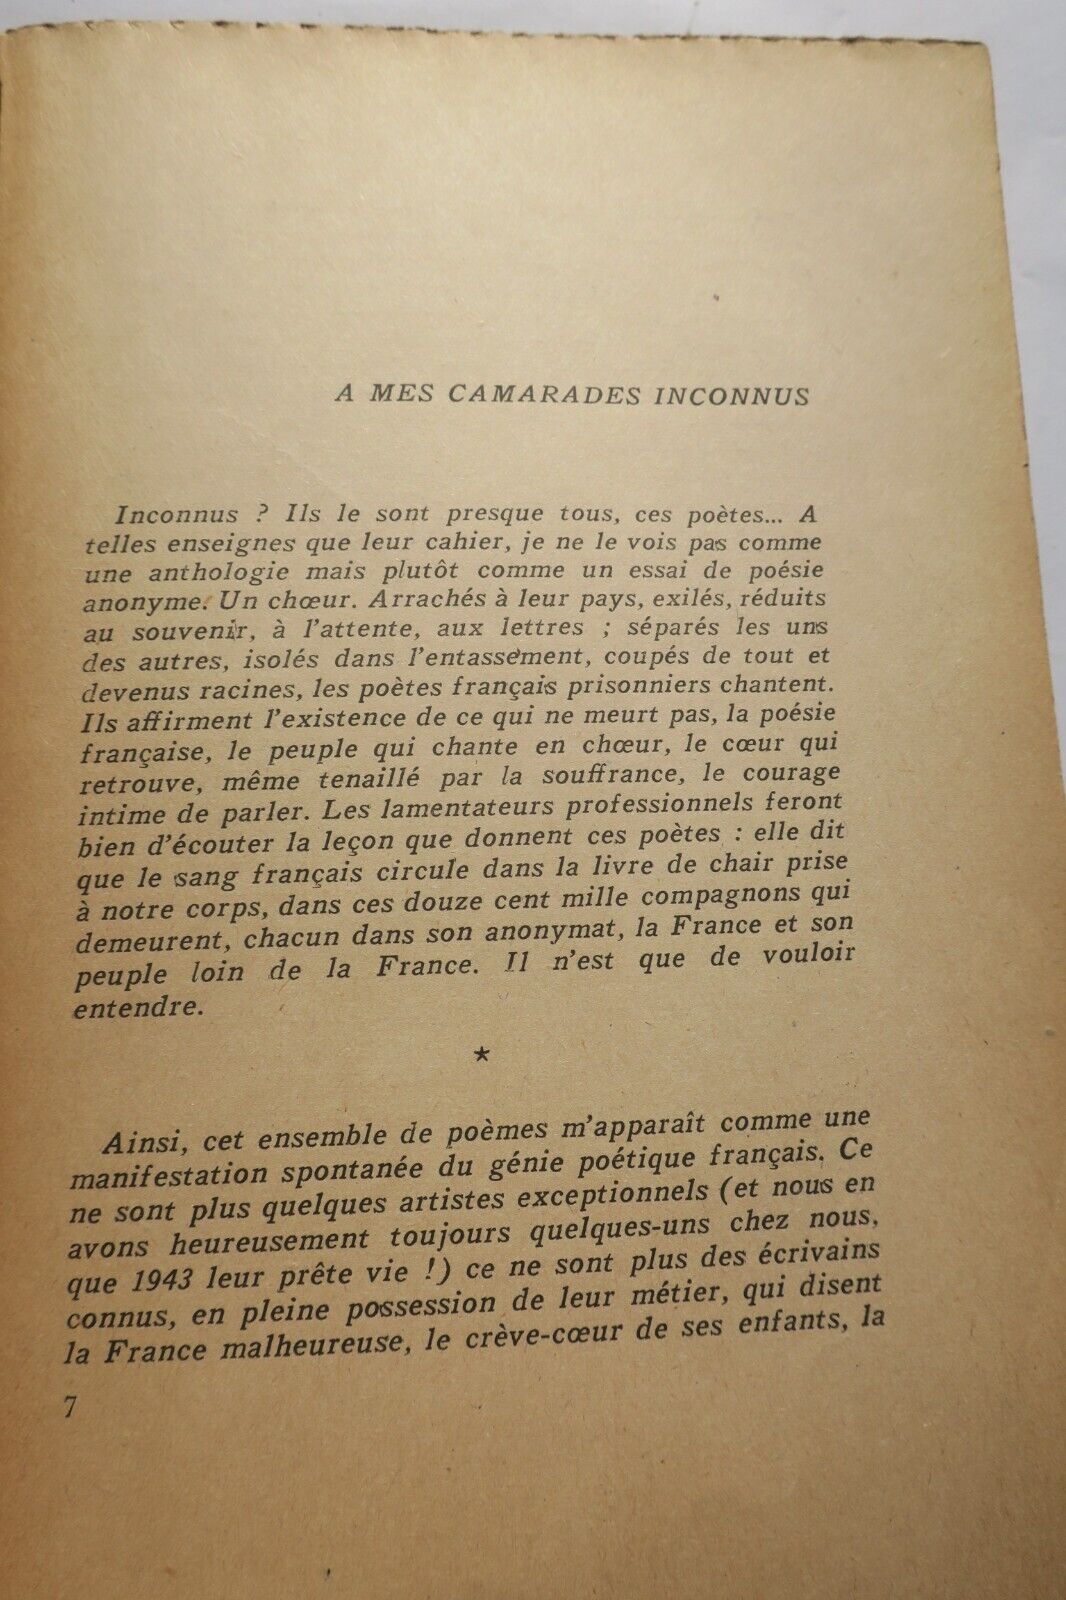 A MES CAMARADES INCONNUS
Inconnus ? Ils le sont presque tous, ces poètes... A
telles enseignes que leur cahier, je ne le vois pas comme
une anthologie mais plutôt comme un essai de poésie
anonyme. Un chœur. Arrachés à leur pays, exilés, réduits
au souvenir, à l'attente, aux lettres ; séparés les uns
des autres, isolés dans l'entassement, coupés de tout et
devenus racines, les poètes français prisonniers chantent.
Ils affirment l'existence de ce qui ne meurt pas, la poésie
française, le peuple qui chante en chœur, le cœur qui
retrouve, même tenaillé par la souffrance, le courage
intime de parler. Les lamentateurs professionnels feront
bien d'écouter la leçon que donnent ces poètes : elle dit
que le sang français circule dans la livre de chair prise
à notre corps, dans ces douze cent mille compagnons qui
demeurent, chacun dans son anonymat, la France et son
peuple loin de la France. Il n'est que de vouloir
entendre.
*
Ainsi, cet ensemble de poèmes m'apparaît comme une
manifestation spontanée du génie poétique français. Ce
ne sont plus quelques artistes exceptionnels (et nous en
avons heureusement toujours quelques-uns chez nous,
que 1943 leur prête vie !) ce ne sont plus des écrivains
connus, en pleine possession de leur métier, qui disent
la France malheureuse, le crève-cœur de ses enfants, la
7